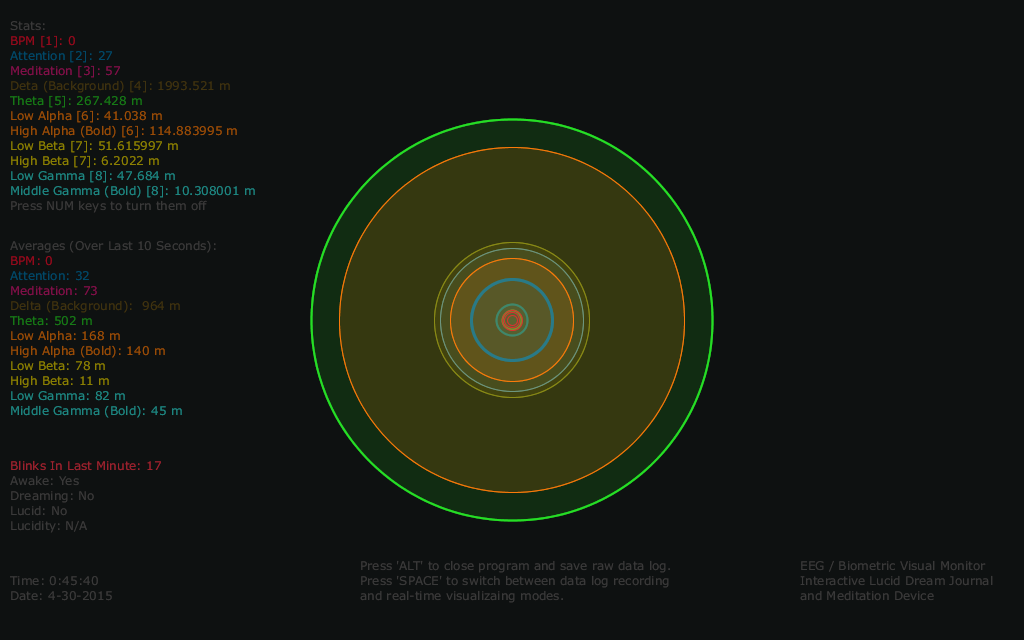 Stats:
BPM [1]: 0
Attention [2]: 27
Meditation [3]: 57
Deta (Background) [4]: 1993.521 m
Theta [5]: 267.428 m
Low Alpha [6]: 41.038 m
High Alpha (Bold) [6]: 114.883995 m
Low Beta [7]: 51.615997 m
High Beta [7]: 6.2022 m
Low Gamma [8]: 47.684 m
Middle Gamma (Bold) [8]: 10.308001 m
Press NUM keys to turn them off
Averages (Over Last 10 Seconds):
BPM: 0
Attention: 32
Meditation: 73
Delta (Background): 964 m
Theta: 502 m
Low Alpha: 168 m
High Alpha (Bold): 140 m
Low Beta: 78 m
High Beta: 11 m
Low Gamma: 82 m
Middle Gamma (Bold): 45 m
Blinks In Last Minute: 17
Awake: Yes
Dreaming: No
Lucid: No
Lucidity: N/A
Time: 0:45:40
Date: 4-30-2015
Press 'ALT' to close program and save raw data log.
Press 'SPACE' to switch between data log recording
and real-time visualizaing modes.
EEG / Biometric Visual Monitor
Interactive Lucid Dream Journal
and Meditation Device